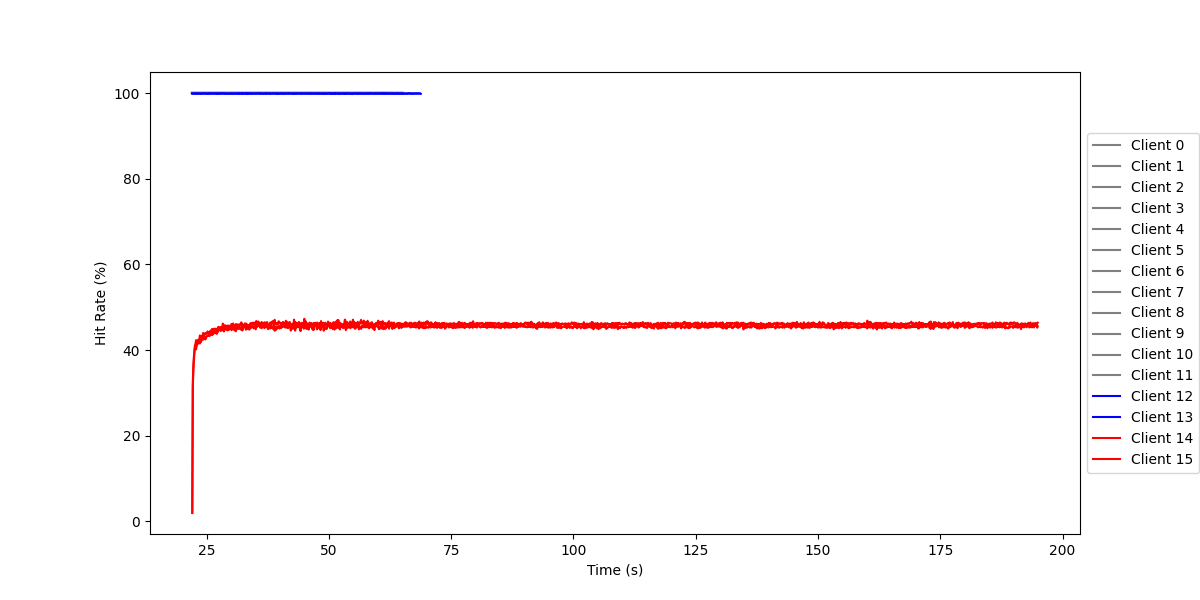 100
80
60
40
20
0
Hit Rate (%)
25 50 75 100 125 150 175 200
Time (s)
Client 0
Client 1
Client 2
Client 3
Client 4
Client 5
Client 6
Client 7
Client 8
Client 9
Client 10
Client 11
Client 12
Client 13
Client 14
Client 15